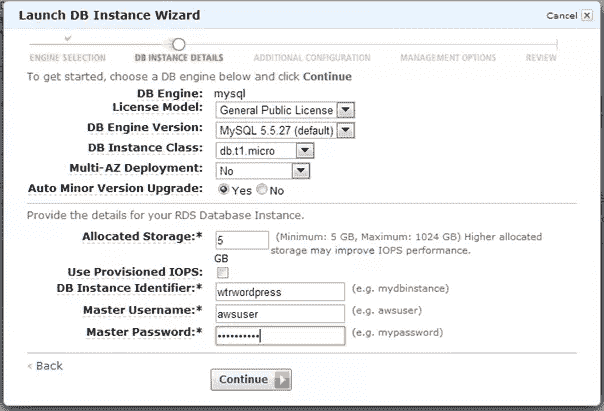 Launch DB Instance Wizard
Cancel
ENGINE SELECTION DB INSTANCE DETAILS ADDITIONAL CONFIGURATION MANAGEMENT OPTIONS REVIEW
To get started, choose a DB engine below and click Continue
DB Engine: mysql
License Model: General Public License
DB Engine Version: MySQL 5.5.27 (default)
DB Instance Class: db.t1.micro
Multi-AZ Deployment: No
Auto Minor Version Upgrade: Yes No
Provide the details for your RDS Database Instance.
Allocated Storage:* 5 (Minimum: 5 GB, Maximum: 1024 GB) Higher allocated
storage may improve IOPS performance.
GB
Use Provisioned IOPS:
DB Instance Identifier:* wtrwordpress (e.g. mydbinstance)
Master Username:* awsuser (e.g. awsuser)
Master Password:* •••••••••• (e.g. mypassword)
< Back
Continue